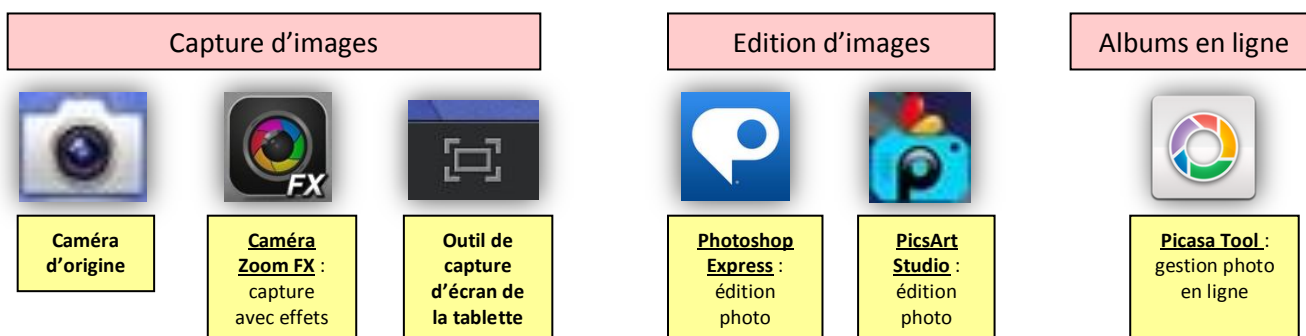 Capture d'images
Edition d'images
Albums en ligne
FX
Caméra
d'origine
Caméra
Zoom FX :
capture
avec effets
Outil de
capture
d'écran de
la tablette
Photoshop
Express :
édition
photo
PicsArt
Studio :
édition
photo
Picasa Tool :
gestion photo
en ligne